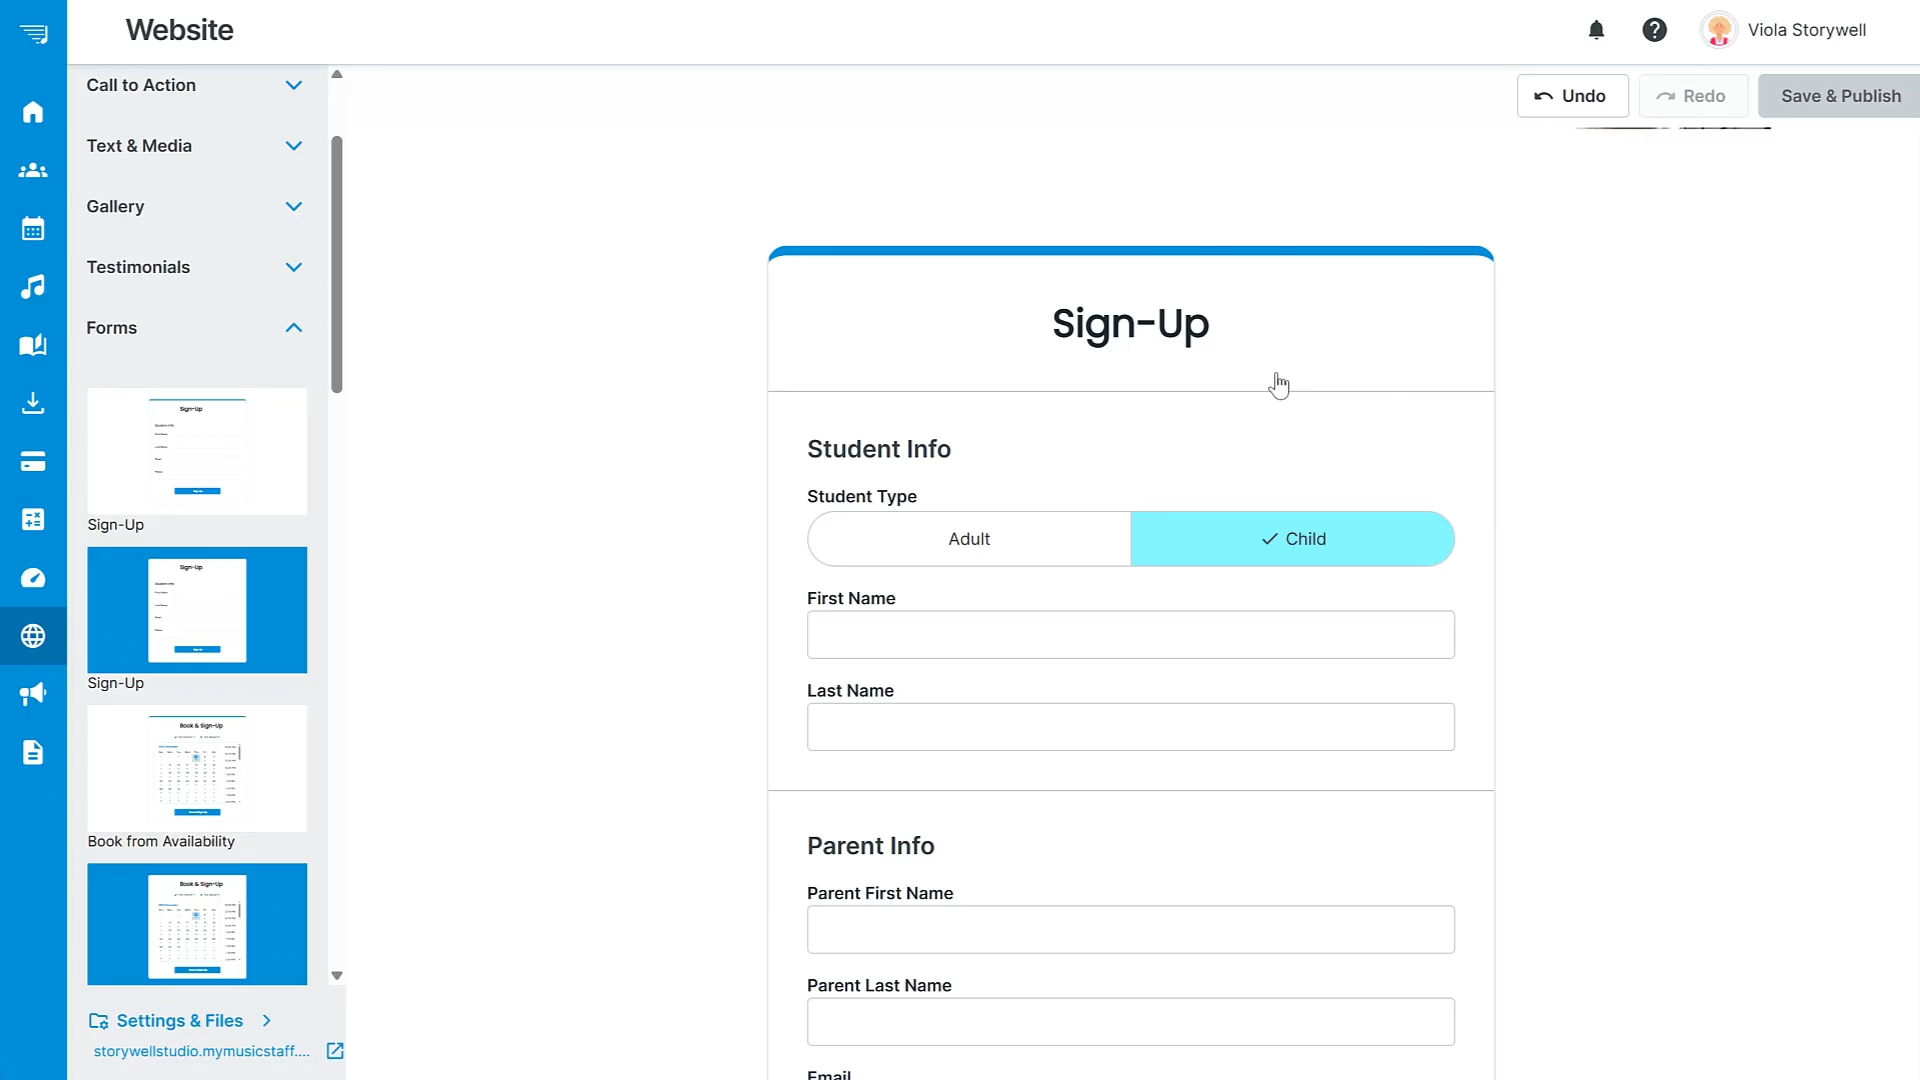 Website
Viola Storywell
Call to Action
Text & Media
Gallery
Testimonials
Forms
Sign-Up
Sign-Up
Sign-Up
Sign-Up
Book & Sign-Up
Book from Availability
Book & Sign-Up
Settings & Files
storywellstudio.mymusicstaff....
Undo
Redo
Save & Publish
Sign-Up
Student Info
Student Type
Adult
Child
First Name
Last Name
Parent Info
Parent First Name
Parent Last Name
Email